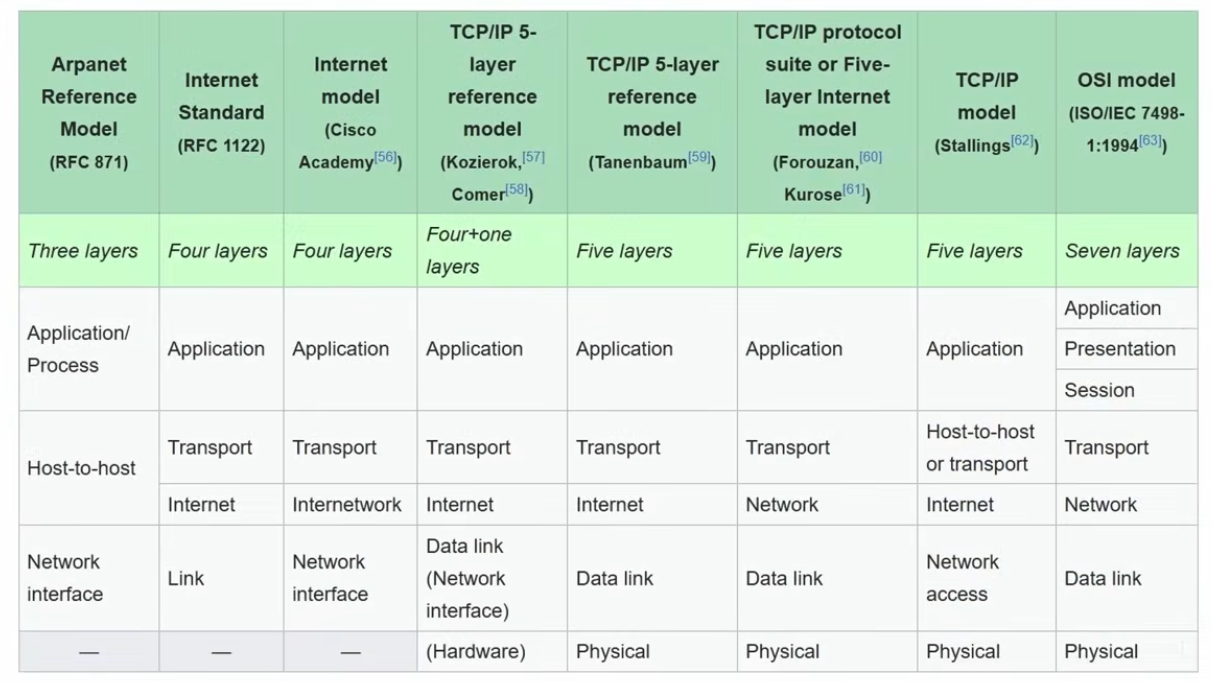 Arpanet
Reference
Model
(RFC 871)
Internet
Standard
(RFC 1122)
Internet
model
(Cisco
Academy[56])
TCP/IP 5-
layer
reference
model
(Kozierok,[57]
Comer[58])
TCP/IP 5-layer
reference
model
(Tanenbaum[59])
TCP/IP protocol
suite or Five-
layer Internet
model
(Forouzan,[60]
Kurose[61])
TCP/IP
model
(Stallings[62])
OSI model
(ISO/IEC 7498-
1:1994[63])
Three layers
Four layers
Four layers
Four+one
layers
Five layers
Five layers
Five layers
Seven layers
Application/
Process
Application
Application
Application
Application
Application
Application
Application
Presentation
Session
Host-to-host
Transport
Transport
Transport
Transport
Transport
Host-to-host
or transport
Transport
Internet
Internetwork
Internet
Internet
Network
Internet
Network
Network
interface
Link
Network
interface
Data link
(Network
interface)
Data link
Data link
Network
access
Data link
—
—
—
(Hardware)
Physical
Physical
Physical
Physical